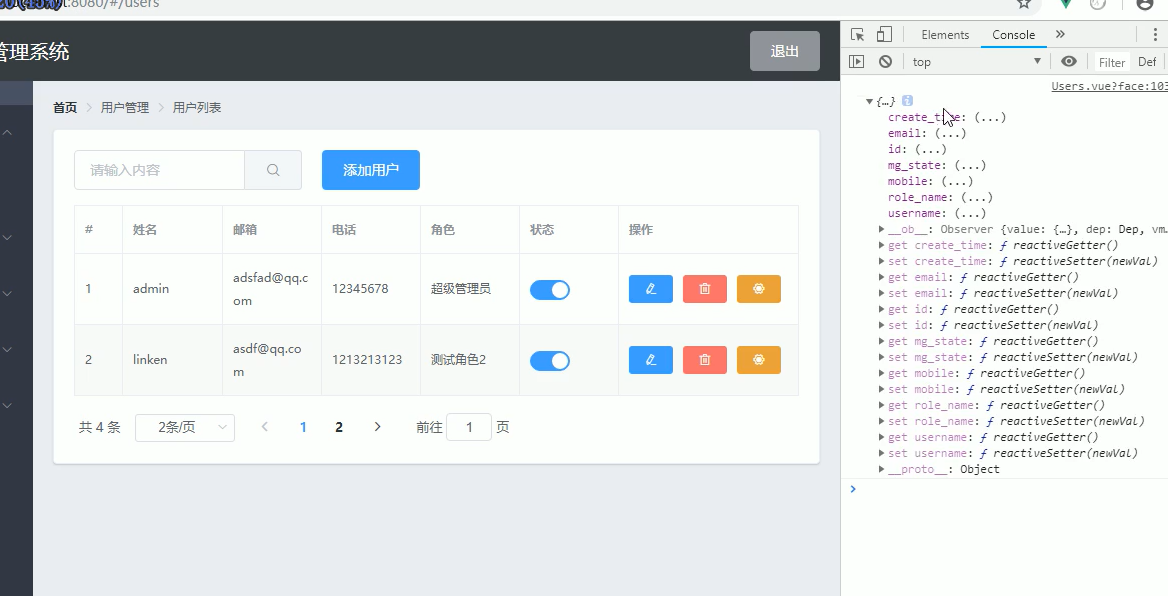 :8080/#/users
管理系统
退出
首页 > 用户管理 > 用户列表
请输入内容
添加用户
# 姓名 邮箱 电话 角色 状态 操作
1 admin adsfad@qq.c
om 12345678 超级管理员
2 linken asdf@qq.co
m 1213213123 测试角色2
共 4 条 2条/页 < 1 2 > 前往 1 页
Elements Console »
top Filter Def
Users.vue?face:103
▼{…} i
create_time: (...)
email: (...)
id: (...)
mg_state: (...)
mobile: (...)
role_name: (...)
username: (...)
▶__ob__: Observer {value: {…}, dep: Dep, vm…
▶get create_time: ƒ reactiveGetter()
▶set create_time: ƒ reactiveSetter(newVal)
▶get email: ƒ reactiveGetter()
▶set email: ƒ reactiveSetter(newVal)
▶get id: ƒ reactiveGetter()
▶set id: ƒ reactiveSetter(newVal)
▶get mg_state: ƒ reactiveGetter()
▶set mg_state: ƒ reactiveSetter(newVal)
▶get mobile: ƒ reactiveGetter()
▶set mobile: ƒ reactiveSetter(newVal)
▶get role_name: ƒ reactiveGetter()
▶set role_name: ƒ reactiveSetter(newVal)
▶get username: ƒ reactiveGetter()
▶set username: ƒ reactiveSetter(newVal)
▶__proto__: Object
>